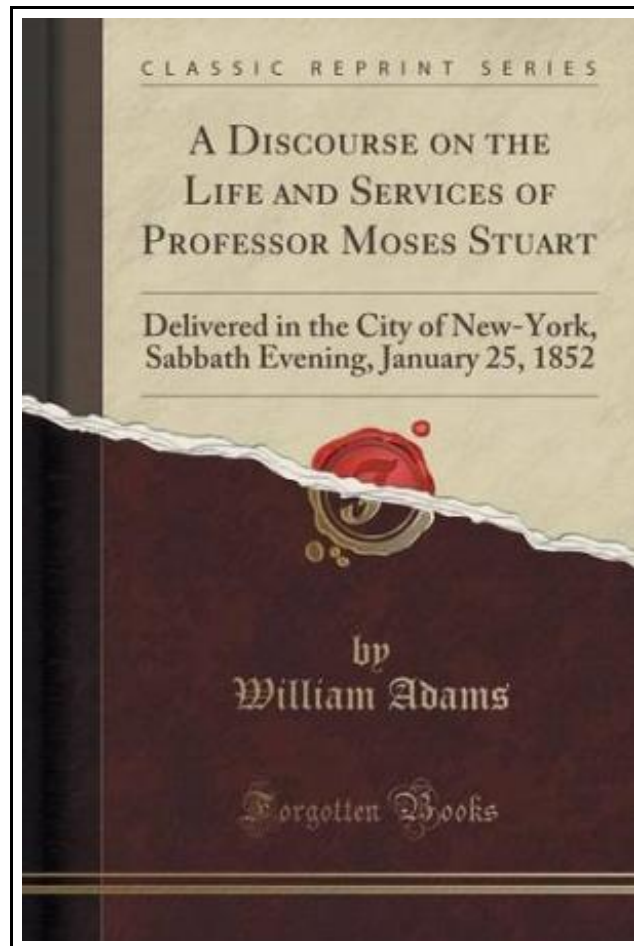 CLASSIC REPRINT SERIES
A DISCOURSE ON THE
LIFE AND SERVICES OF
PROFESSOR MOSES STUART
Delivered in the City of New-York,
Sabbath Evening, January 25, 1852
by
William Adams
Forgotten Books